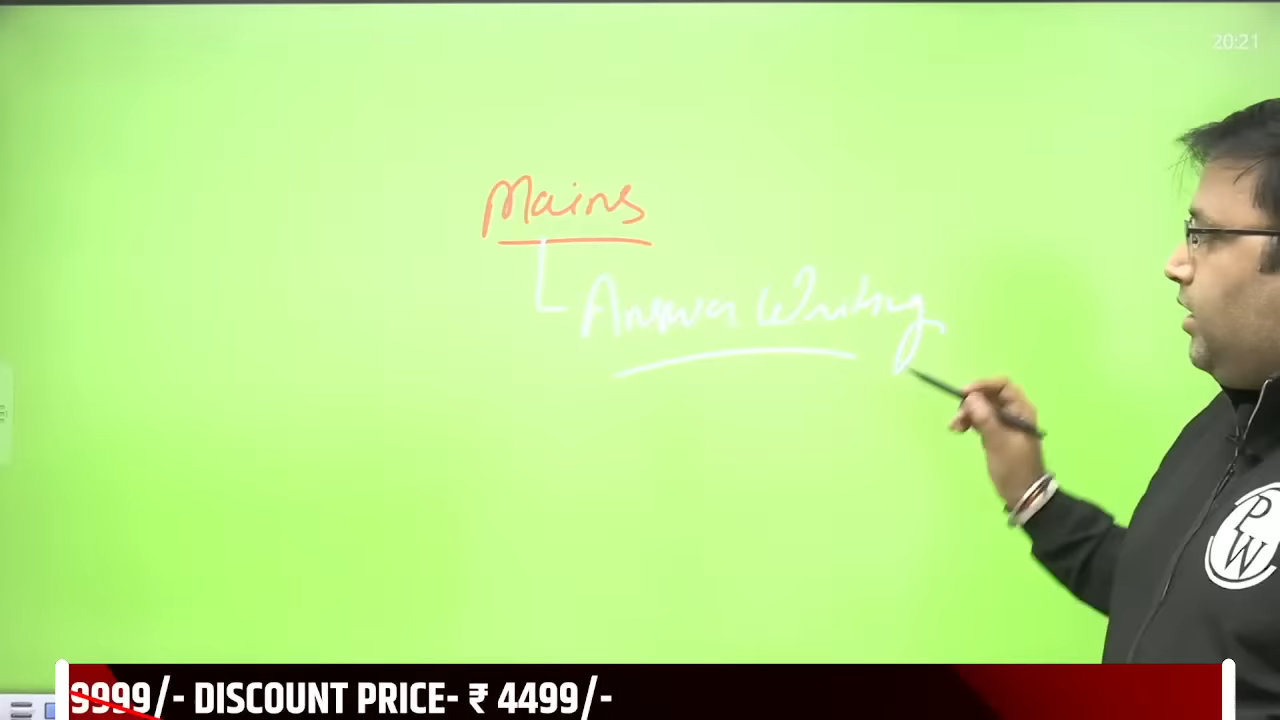 20:21
Mains
Answer Writing
PW
9999/- DISCOUNT PRICE- ₹ 4499/-